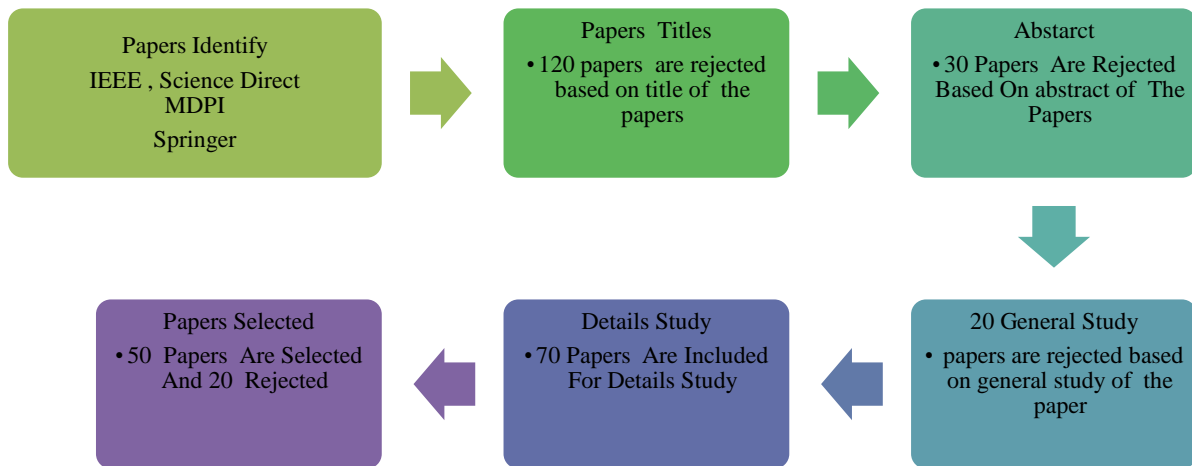 Papers Identify
IEEE , Science Direct
MDPI
Springer
Papers Titles
• 120 papers are rejected
based on title of the
papers
Abstarct
• 30 Papers Are Rejected
Based On abstract of The
Papers
20 General Study
• papers are rejected based
on general study of the
paper
Details Study
• 70 Papers Are Included
For Details Study
Papers Selected
• 50 Papers Are Selected
And 20 Rejected